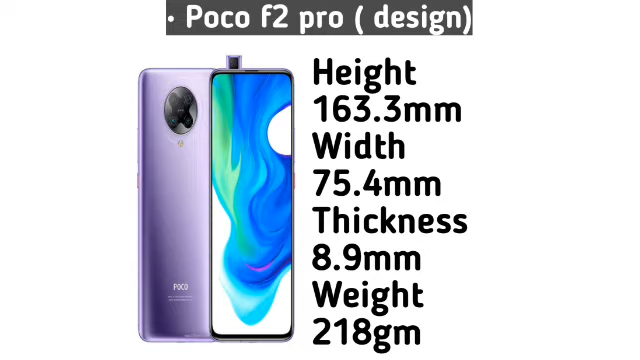 • Poco f2 pro ( design)
Height
163.3mm
Width
75.4mm
Thickness
8.9mm
Weight
218gm
POCO